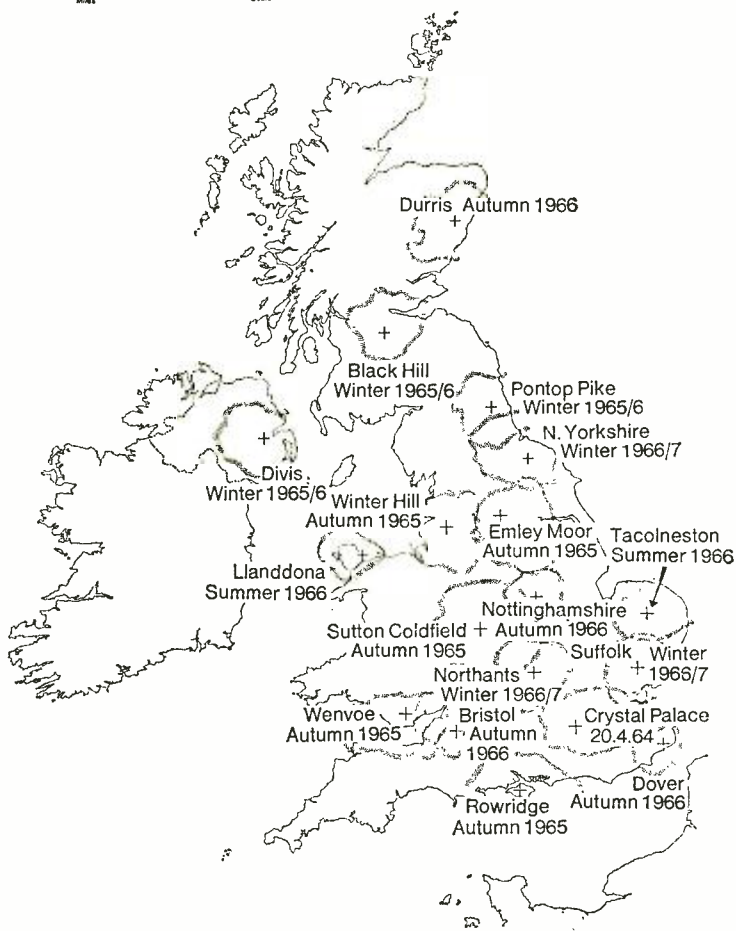 Miles
Durris Autumn 1966
Black Hill
Winter 1965/6
Pontop Pike
Winter 1965/6
N. Yorkshire
Winter 1966/7
Divis
Winter 1965/6
Winter Hill
Autumn 1965
Emley Moor
Autumn 1965
Tacolneston
Summer 1966
Llanddona
Summer 1966
Nottinghamshire
Autumn 1966
Sutton Coldfield
Autumn 1965
Suffolk Winter
1966/7
Northants
Winter 1966/7
Wenvoe
Autumn 1965
Bristol
Autumn
1966
Crystal Palace
20.4.64
Dover
Autumn 1966
Rowridge
Autumn 1965